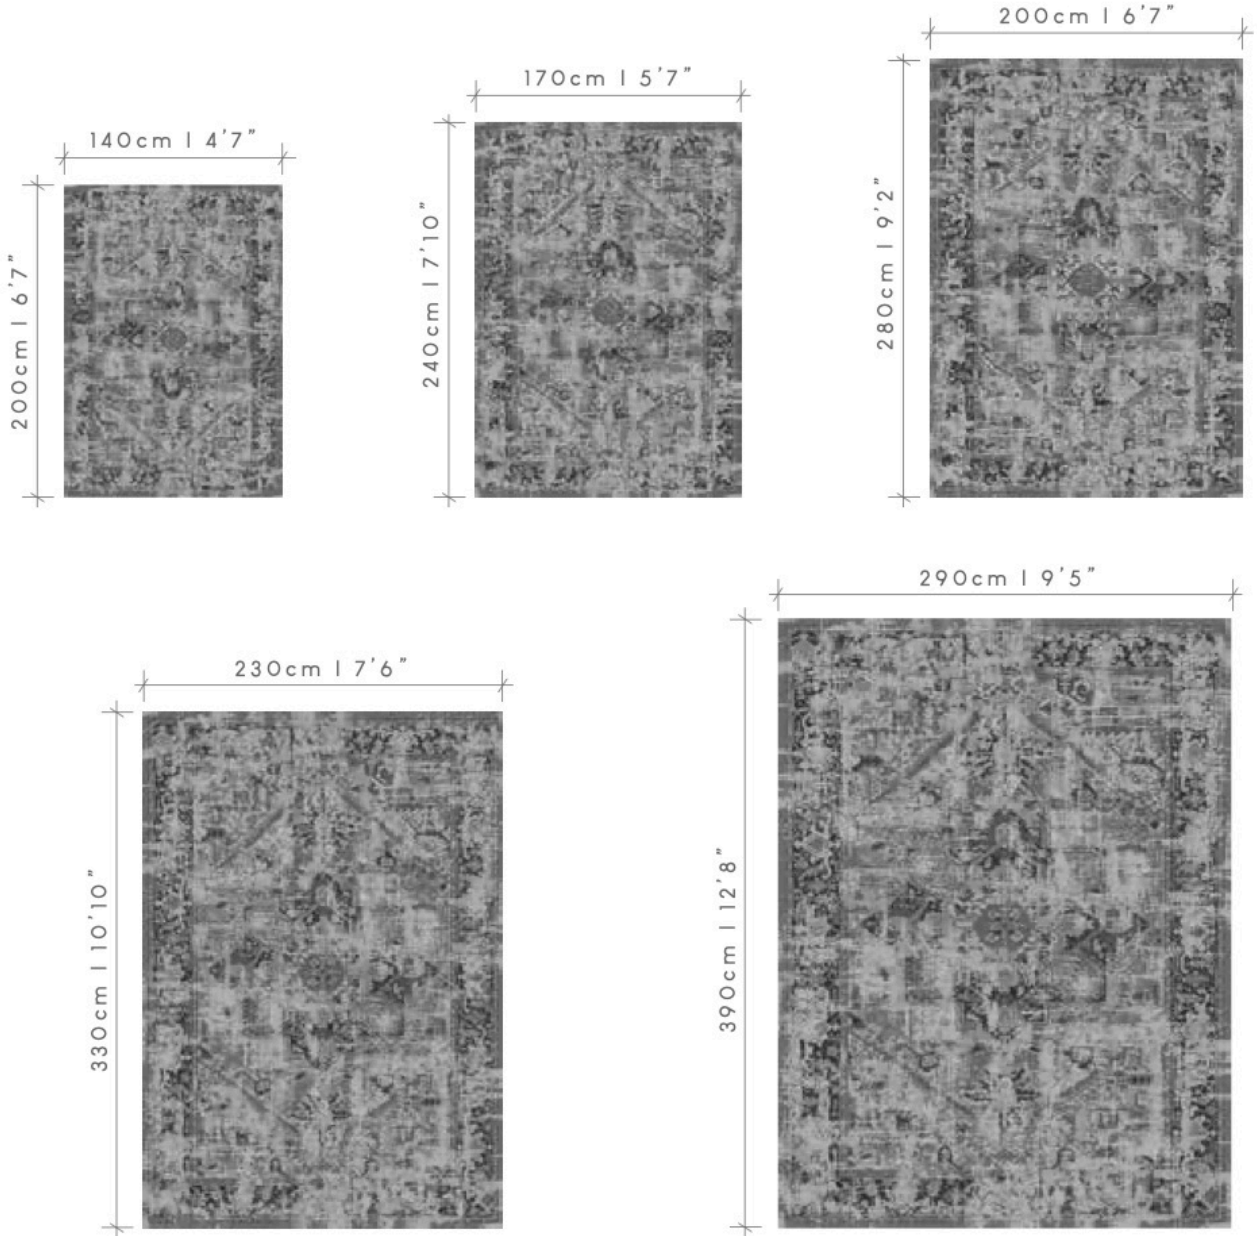 200cm I 6'7"
170cm I 5'7"
140cm I 4'7"
200cm I 6'7"
240cm I 7'10"
280cm I 9'2"
290cm I 9'5"
230cm I 7'6"
330cm I 10'10"
390cm I 12'8"